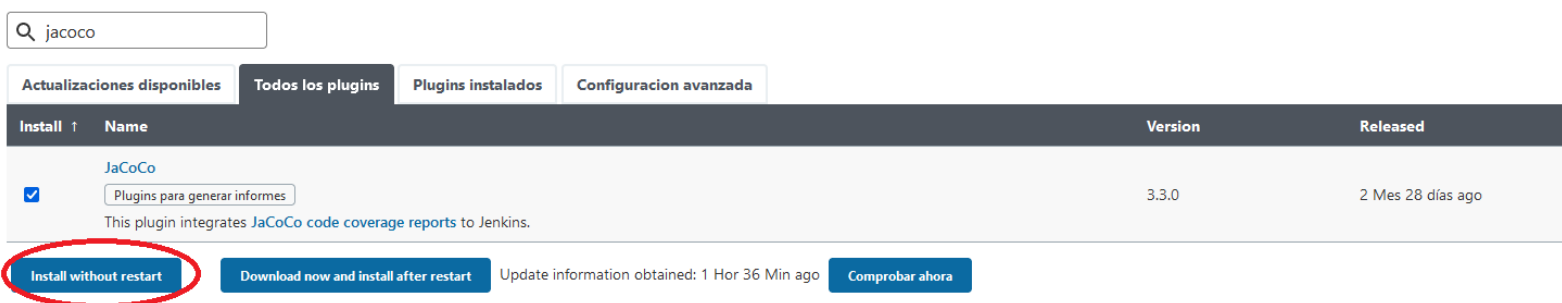 jacoco
Actualizaciones disponibles Todos los plugins Plugins instalados Configuracion avanzada
Install ↑ Name Version Released
JaCoCo
Plugins para generar informes 3.3.0 2 Mes 28 días ago
This plugin integrates JaCoCo code coverage reports to Jenkins.
Install without restart Download now and install after restart Update information obtained: 1 Hor 36 Min ago Comprobar ahora